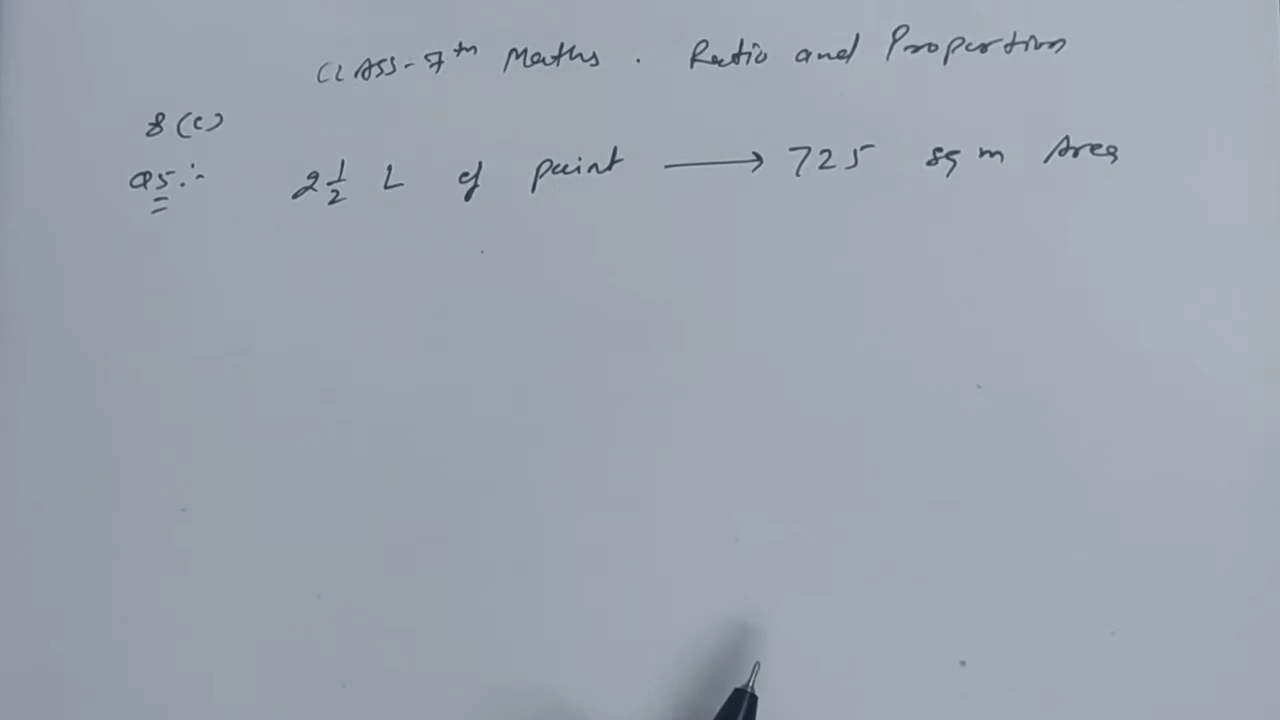 CLASS-7th Maths. Ratio and Proportion
8(c)
Q5:- 2 1/2 L of paint → 725 sq m Area